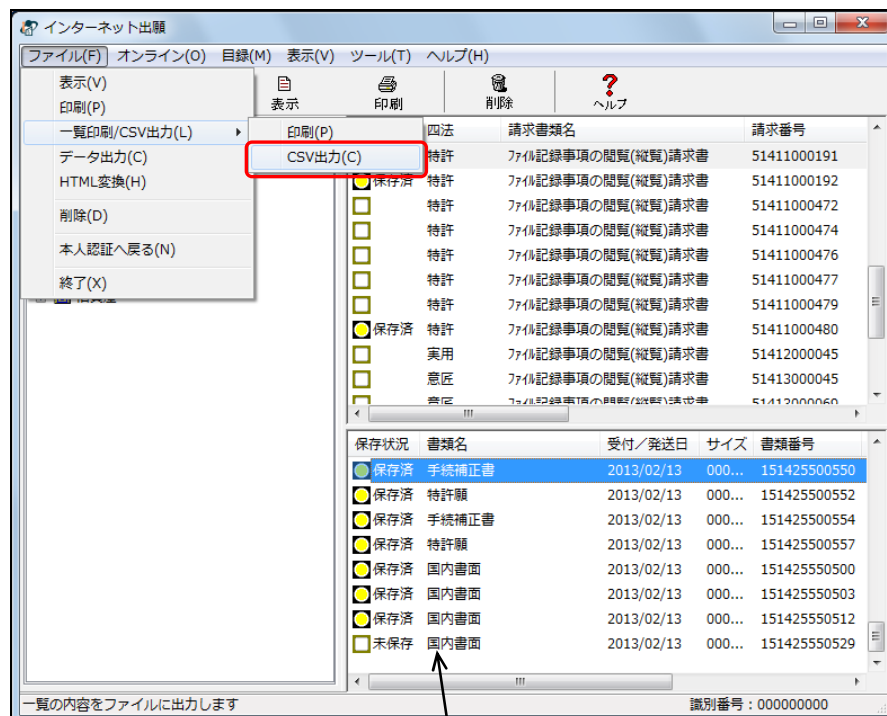 インターネット出願
ファイル(F) オンライン(O) 目録(M) 表示(V) ツール(T) ヘルプ(H)
表示 印刷 削除 ヘルプ
表示(V)
印刷(P)
一覧印刷/CSV出力(L)
データ出力(C)
HTML変換(H)
削除(D)
本人認証へ戻る(N)
終了(X)
印刷(P)
CSV出力(C)
四法 請求書類名 請求番号
特許 ファイル記録事項の閲覧(縦覧)請求書 51411000191
保存済 特許 ファイル記録事項の閲覧(縦覧)請求書 51411000192
特許 ファイル記録事項の閲覧(縦覧)請求書 51411000472
特許 ファイル記録事項の閲覧(縦覧)請求書 51411000474
特許 ファイル記録事項の閲覧(縦覧)請求書 51411000476
特許 ファイル記録事項の閲覧(縦覧)請求書 51411000477
特許 ファイル記録事項の閲覧(縦覧)請求書 51411000479
保存済 特許 ファイル記録事項の閲覧(縦覧)請求書 51411000480
実用 ファイル記録事項の閲覧(縦覧)請求書 51412000045
意匠 ファイル記録事項の閲覧(縦覧)請求書 51413000045
意匠 ファイル記録事項の閲覧(縦覧)請求書 51413000060
保存状況 書類名 受付/発送日 サイズ 書類番号
保存済 手続補正書 2013/02/13 000... 151425500550
保存済 特許願 2013/02/13 000... 151425500552
保存済 手続補正書 2013/02/13 000... 151425500554
保存済 特許願 2013/02/13 000... 151425500557
保存済 国内書面 2013/02/13 000... 151425550500
保存済 国内書面 2013/02/13 000... 151425550503
保存済 国内書面 2013/02/13 000... 151425550512
未保存 国内書面 2013/02/13 000... 151425550529
一覧の内容をファイルに出力します 識別番号:000000000